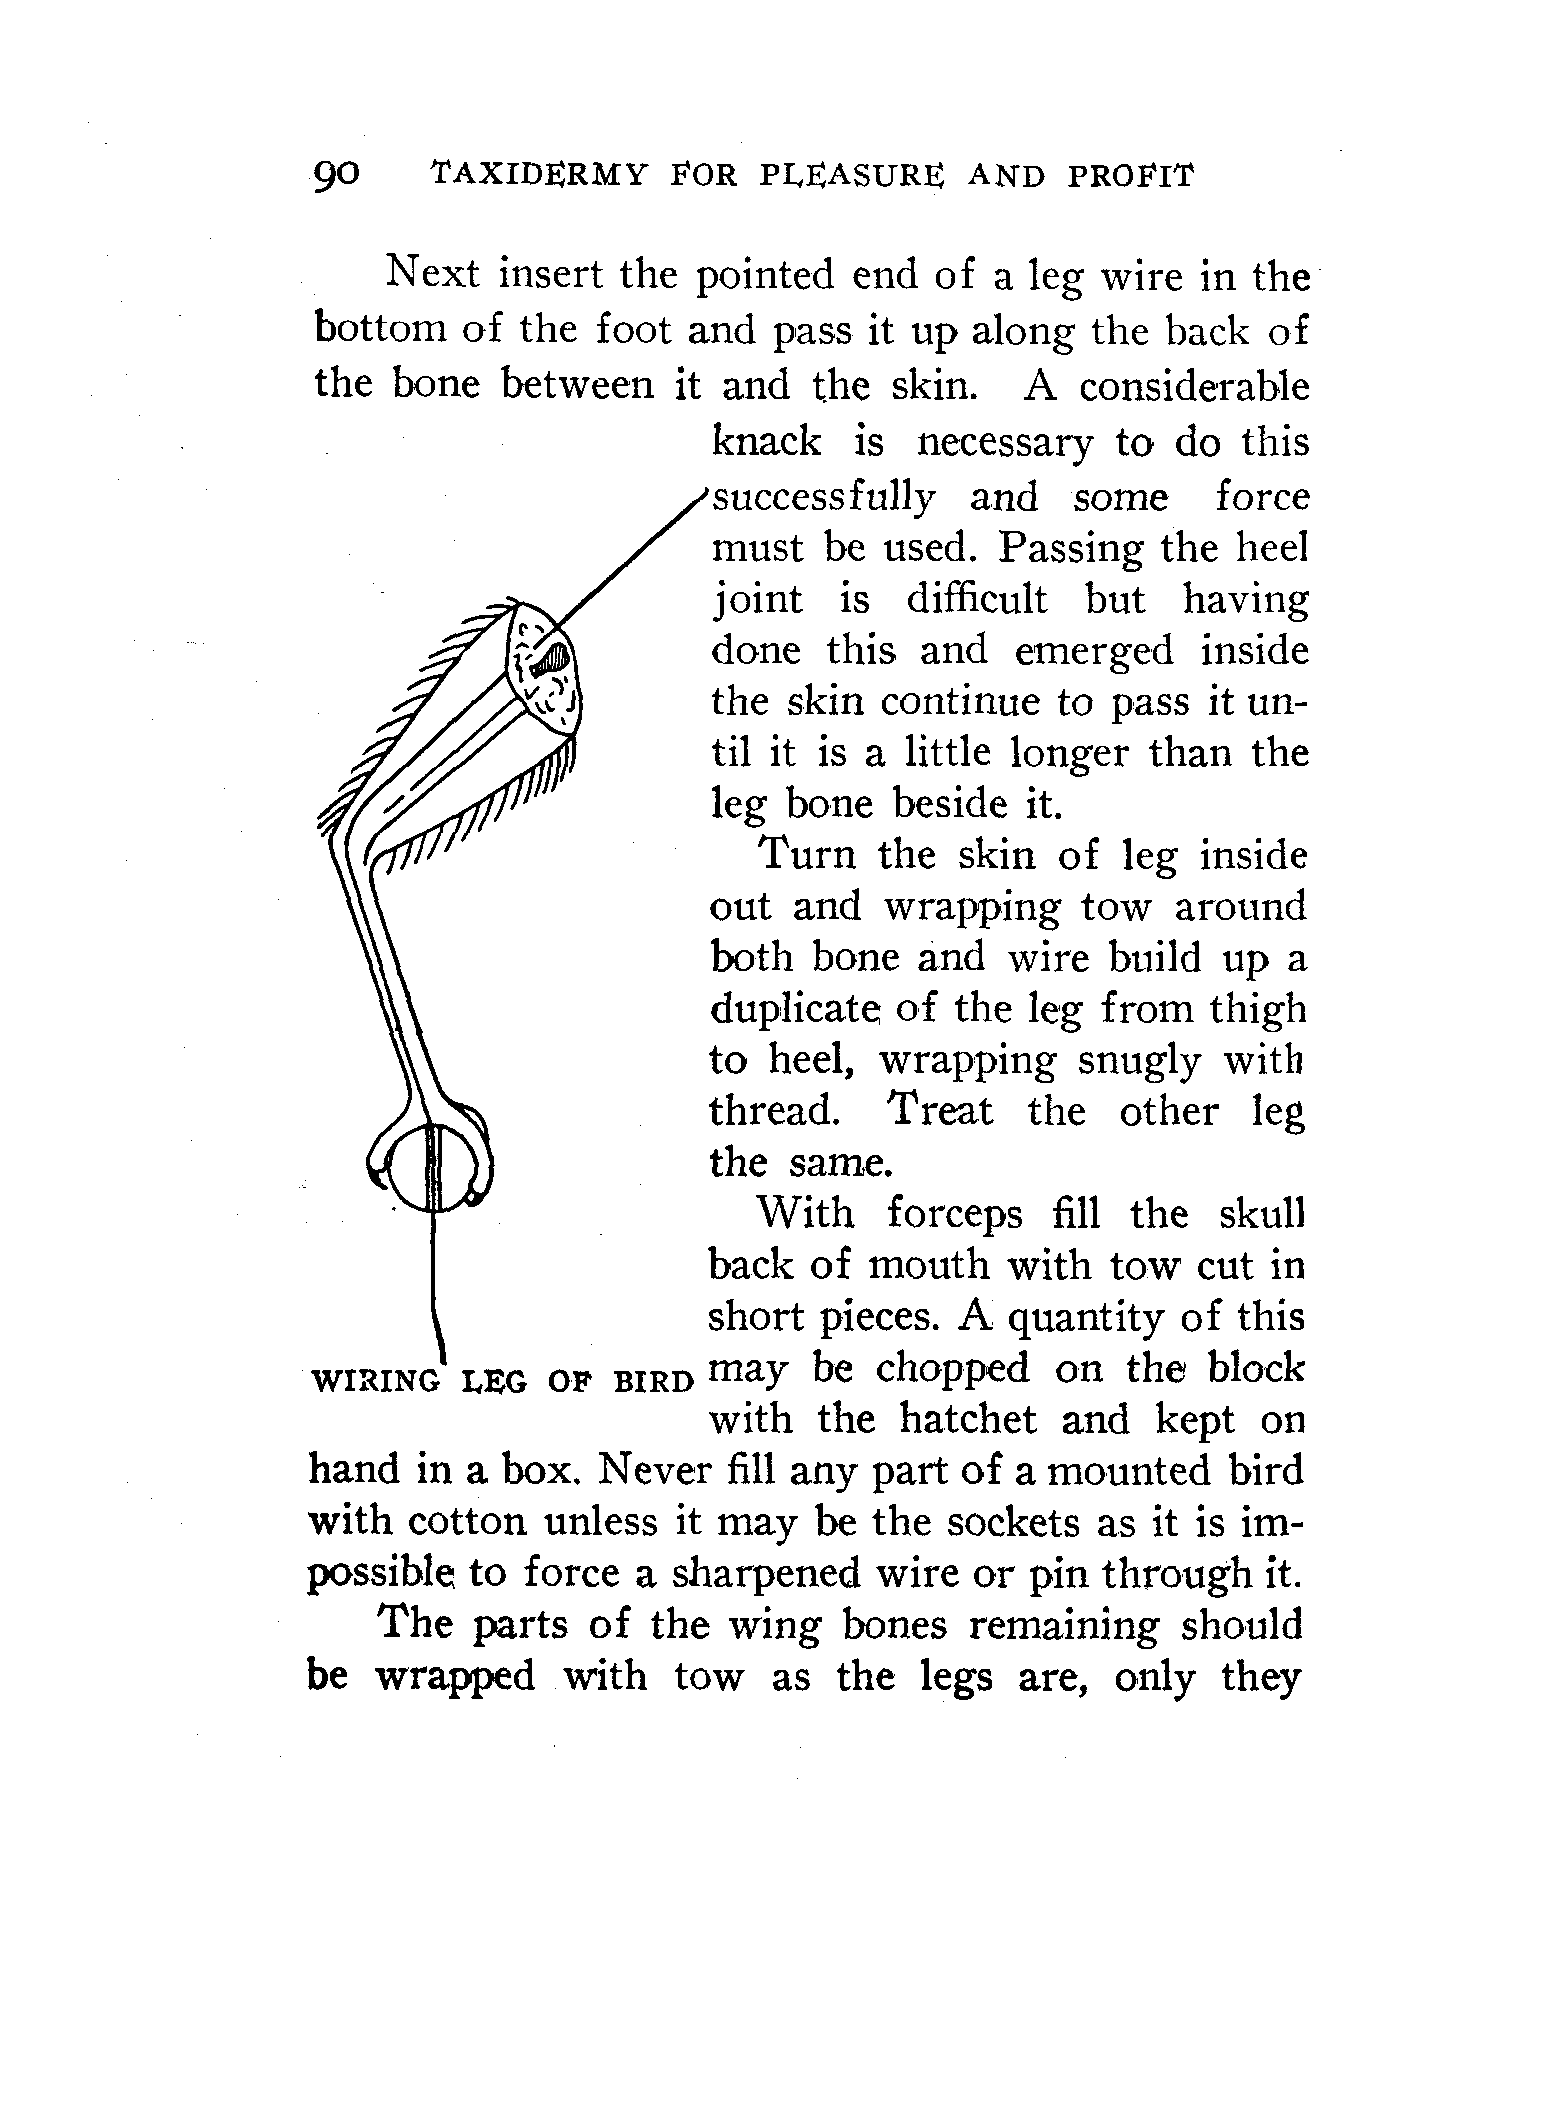 90 TAXIDERMY FOR PLEASURE AND PROFIT
Next insert the pointed end of a leg wire in the
bottom of the foot and pass it up along the back of
the bone between it and the skin. A considerable
knack is necessary to do this
successfully and some force
must be used. Passing the heel
joint is difficult but having
done this and emerged inside
the skin continue to pass it un-
til it is a little longer than the
leg bone beside it.
Turn the skin of leg inside
out and wrapping tow around
both bone and wire build up a
duplicate of the leg from thigh
to heel, wrapping snugly with
thread. Treat the other leg
the same.
With forceps fill the skull
back of mouth with tow cut in
short pieces. A quantity of this
may be chopped on the block
with the hatchet and kept on
WIRING LEG OF BIRD
hand in a box. Never fill any part of a mounted bird
with cotton unless it may be the sockets as it is im-
possible to force a sharpened wire or pin through it.
The parts of the wing bones remaining should
be wrapped with tow as the legs are, only they